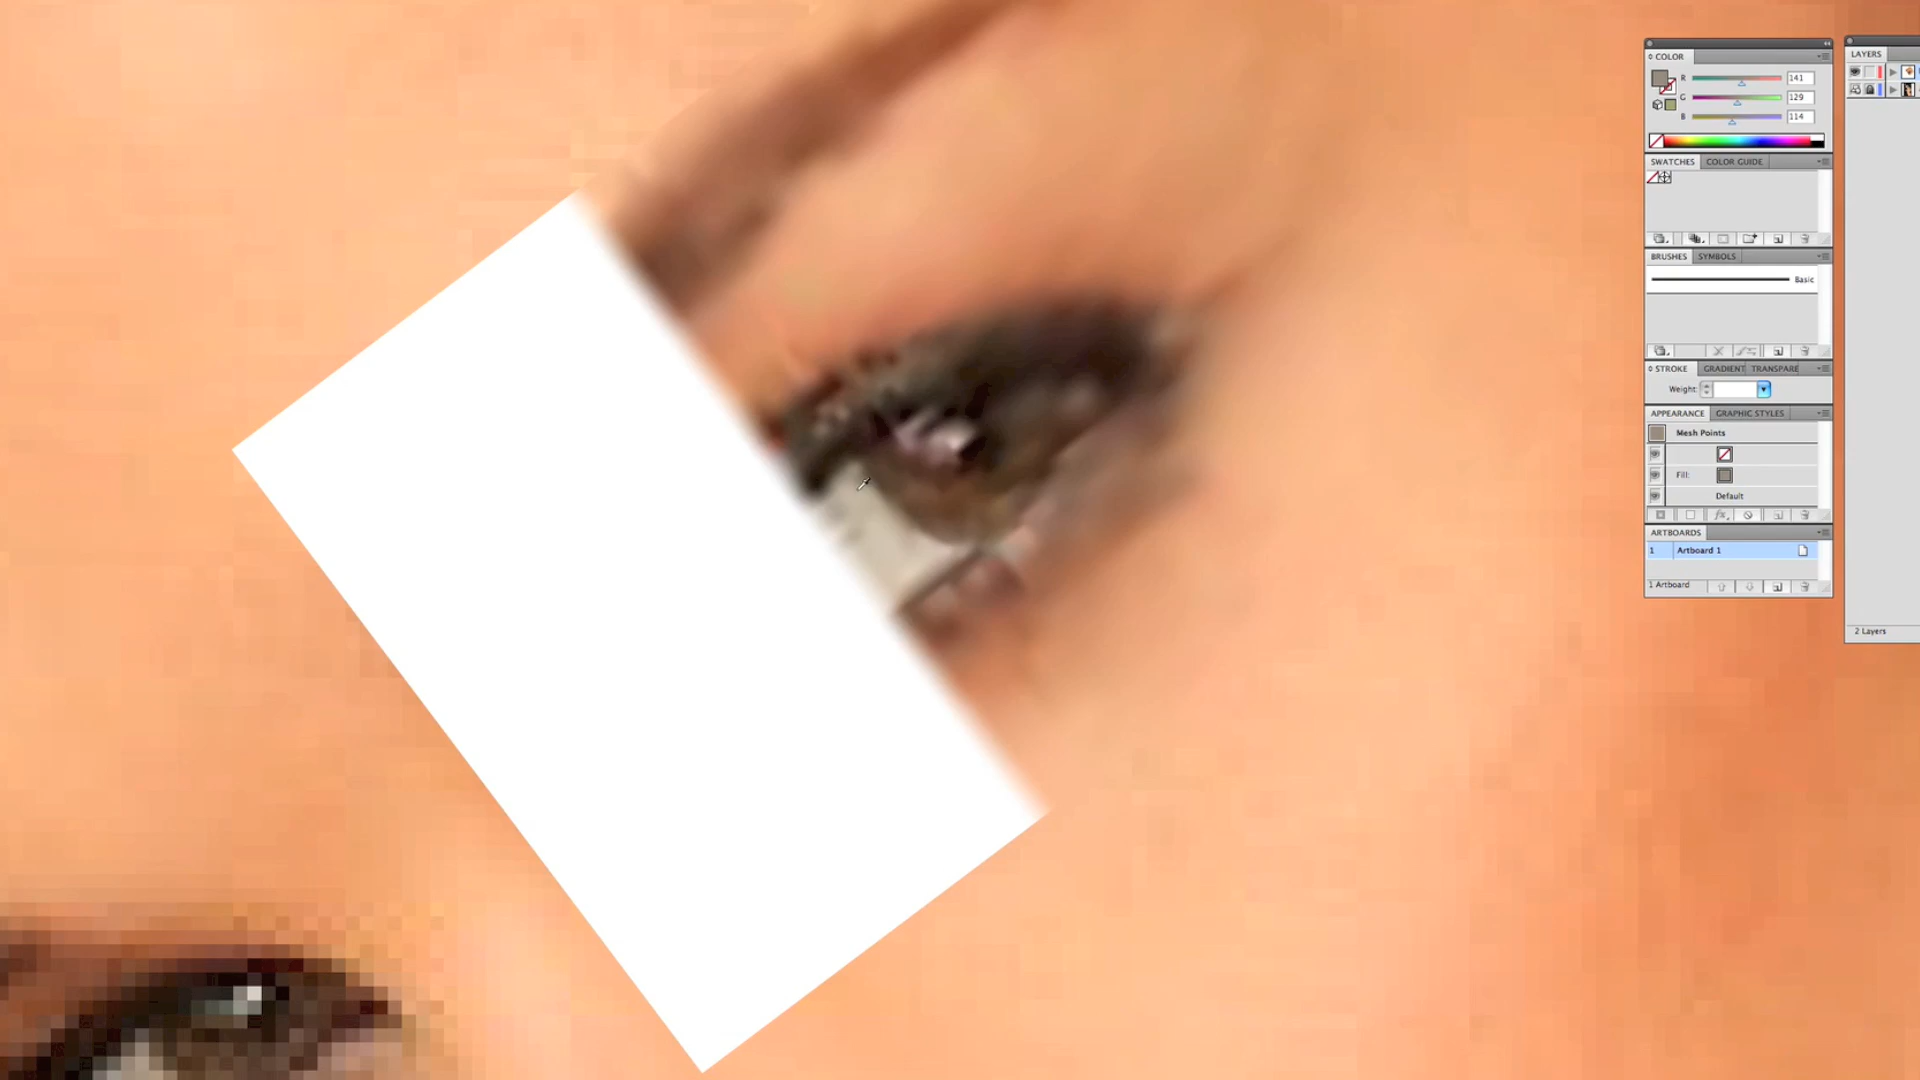 COLOR
R 141
G 129
B 114
SWATCHES COLOR GUIDE
BRUSHES SYMBOLS
Basic
STROKE GRADIENT TRANSPARE
Weight:
APPEARANCE GRAPHIC STYLES
Mesh Points
Fill:
Default
ARTBOARDS
1 Artboard 1
1 Artboard
LAYERS
2 Layers